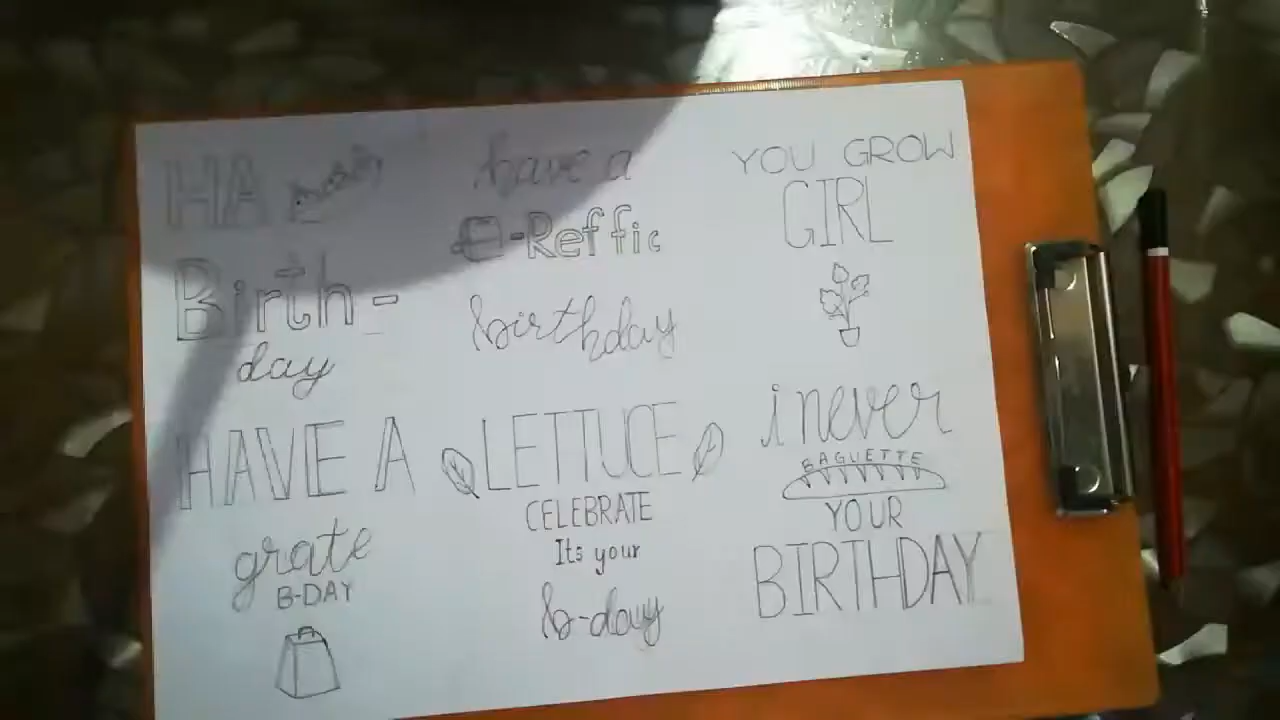 HA
Birth-
day
have a
-Reffic
birthday
YOU GROW
GIRL
HAVE A
grate
B-DAY
LETTUCE
CELEBRATE
Its your
b-day
i never
BAGUETTE
YOUR
BIRTHDAY